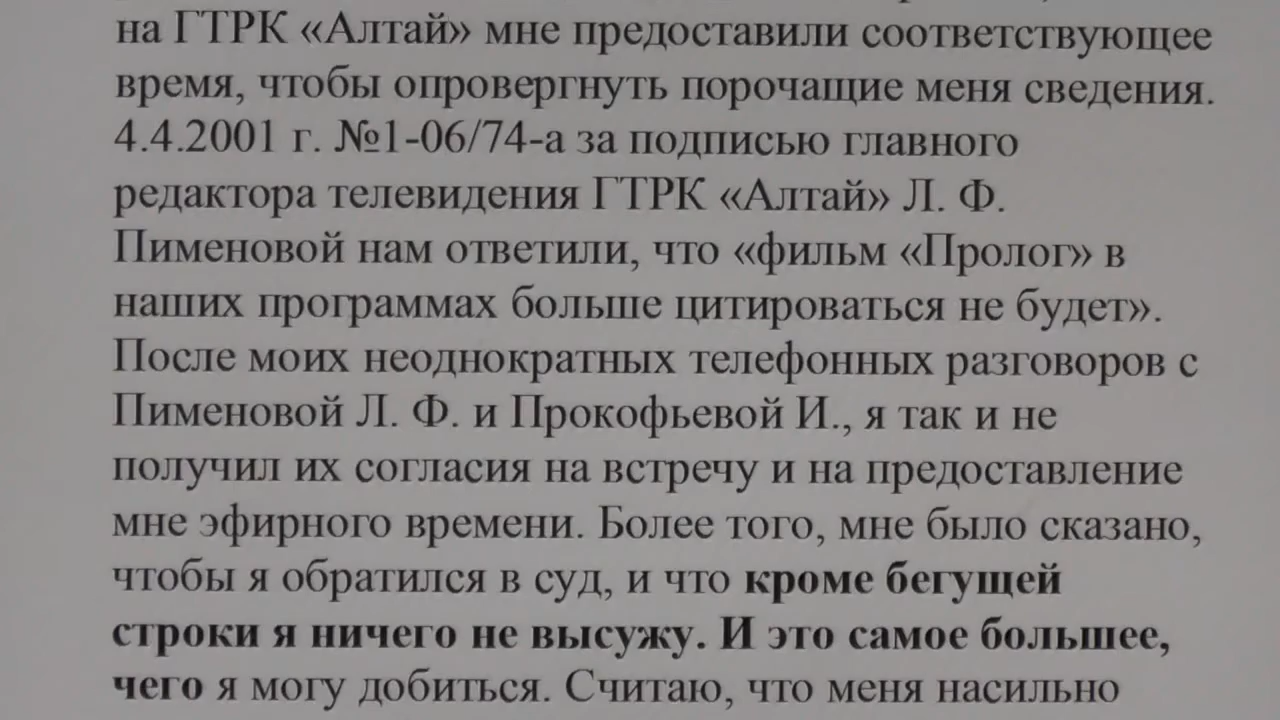 на ГТРК «Алтай» мне предоставили соответствующее
время, чтобы опровергнуть порочащие меня сведения.
4.4.2001 г. №1-06/74-а за подписью главного
редактора телевидения ГТРК «Алтай» Л. Ф.
Пименовой нам ответили, что «фильм «Пролог» в
наших программах больше цитироваться не будет».
После моих неоднократных телефонных разговоров с
Пименовой Л. Ф. и Прокофьевой И., я так и не
получил их согласия на встречу и на предоставление
мне эфирного времени. Более того, мне было сказано,
чтобы я обратился в суд, и что кроме бегущей
строки я ничего не высужу. И это самое большее,
чего я могу добиться. Считаю, что меня насильно